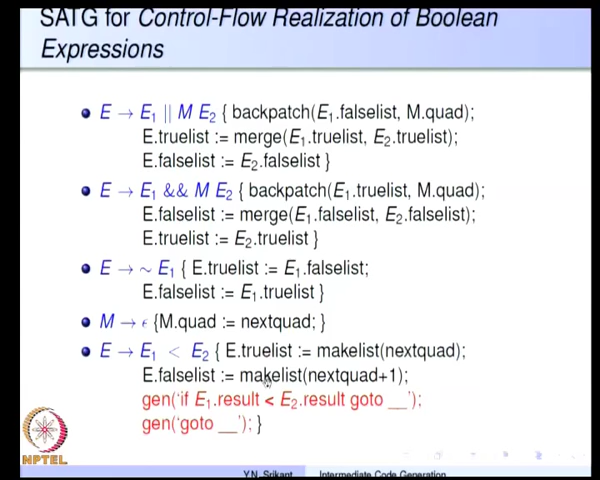 SATG for Control-Flow Realization of Boolean
Expressions
E → E₁ || M E₂ { backpatch(E₁.falselist, M.quad);
E.truelist := merge(E₁.truelist, E₂.truelist);
E.falselist := E₂.falselist }
E → E₁ && M E₂ { backpatch(E₁.truelist, M.quad);
E.falselist := merge(E₁.falselist, E₂.falselist);
E.truelist := E₂.truelist }
E → ∼ E₁ { E.truelist := E₁.falselist;
E.falselist := E₁.truelist }
M → ϵ {M.quad := nextquad; }
E → E₁ < E₂ { E.truelist := makelist(nextquad);
E.falselist := makelist(nextquad+1);
gen('if E₁.result < E₂.result goto __');
gen('goto __'); }
NPTEL
Y.N. Srikant Intermediate Code Generation